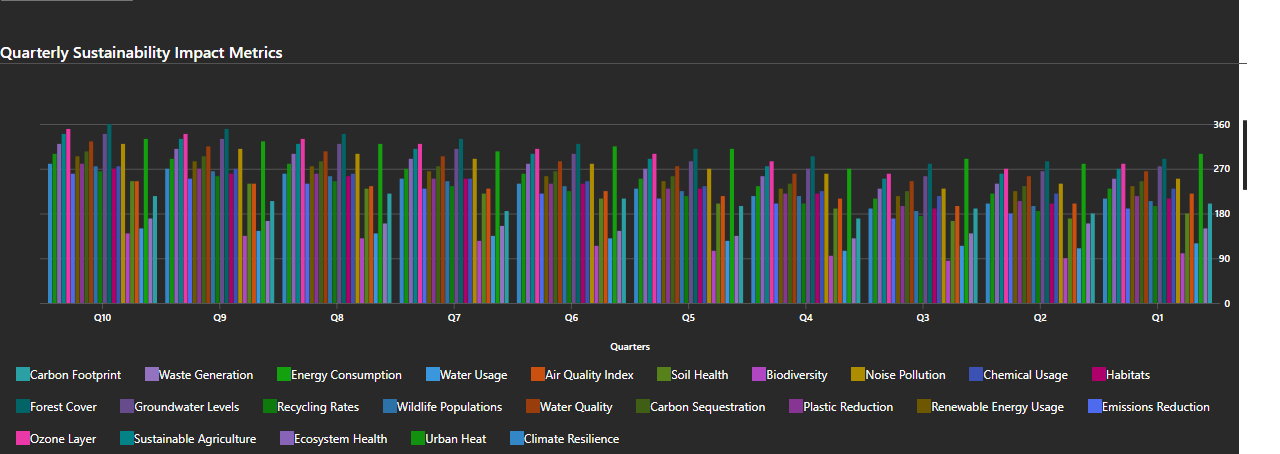 Quarterly Sustainability Impact Metrics
360
270
180
90
0
Q10 Q9 Q8 Q7 Q6 Q5 Q4 Q3 Q2 Q1
Quarters
Carbon Footprint Waste Generation Energy Consumption Water Usage Air Quality Index Soil Health Biodiversity Noise Pollution Chemical Usage Habitats
Forest Cover Groundwater Levels Recycling Rates Wildlife Populations Water Quality Carbon Sequestration Plastic Reduction Renewable Energy Usage Emissions Reduction
Ozone Layer Sustainable Agriculture Ecosystem Health Urban Heat Climate Resilience